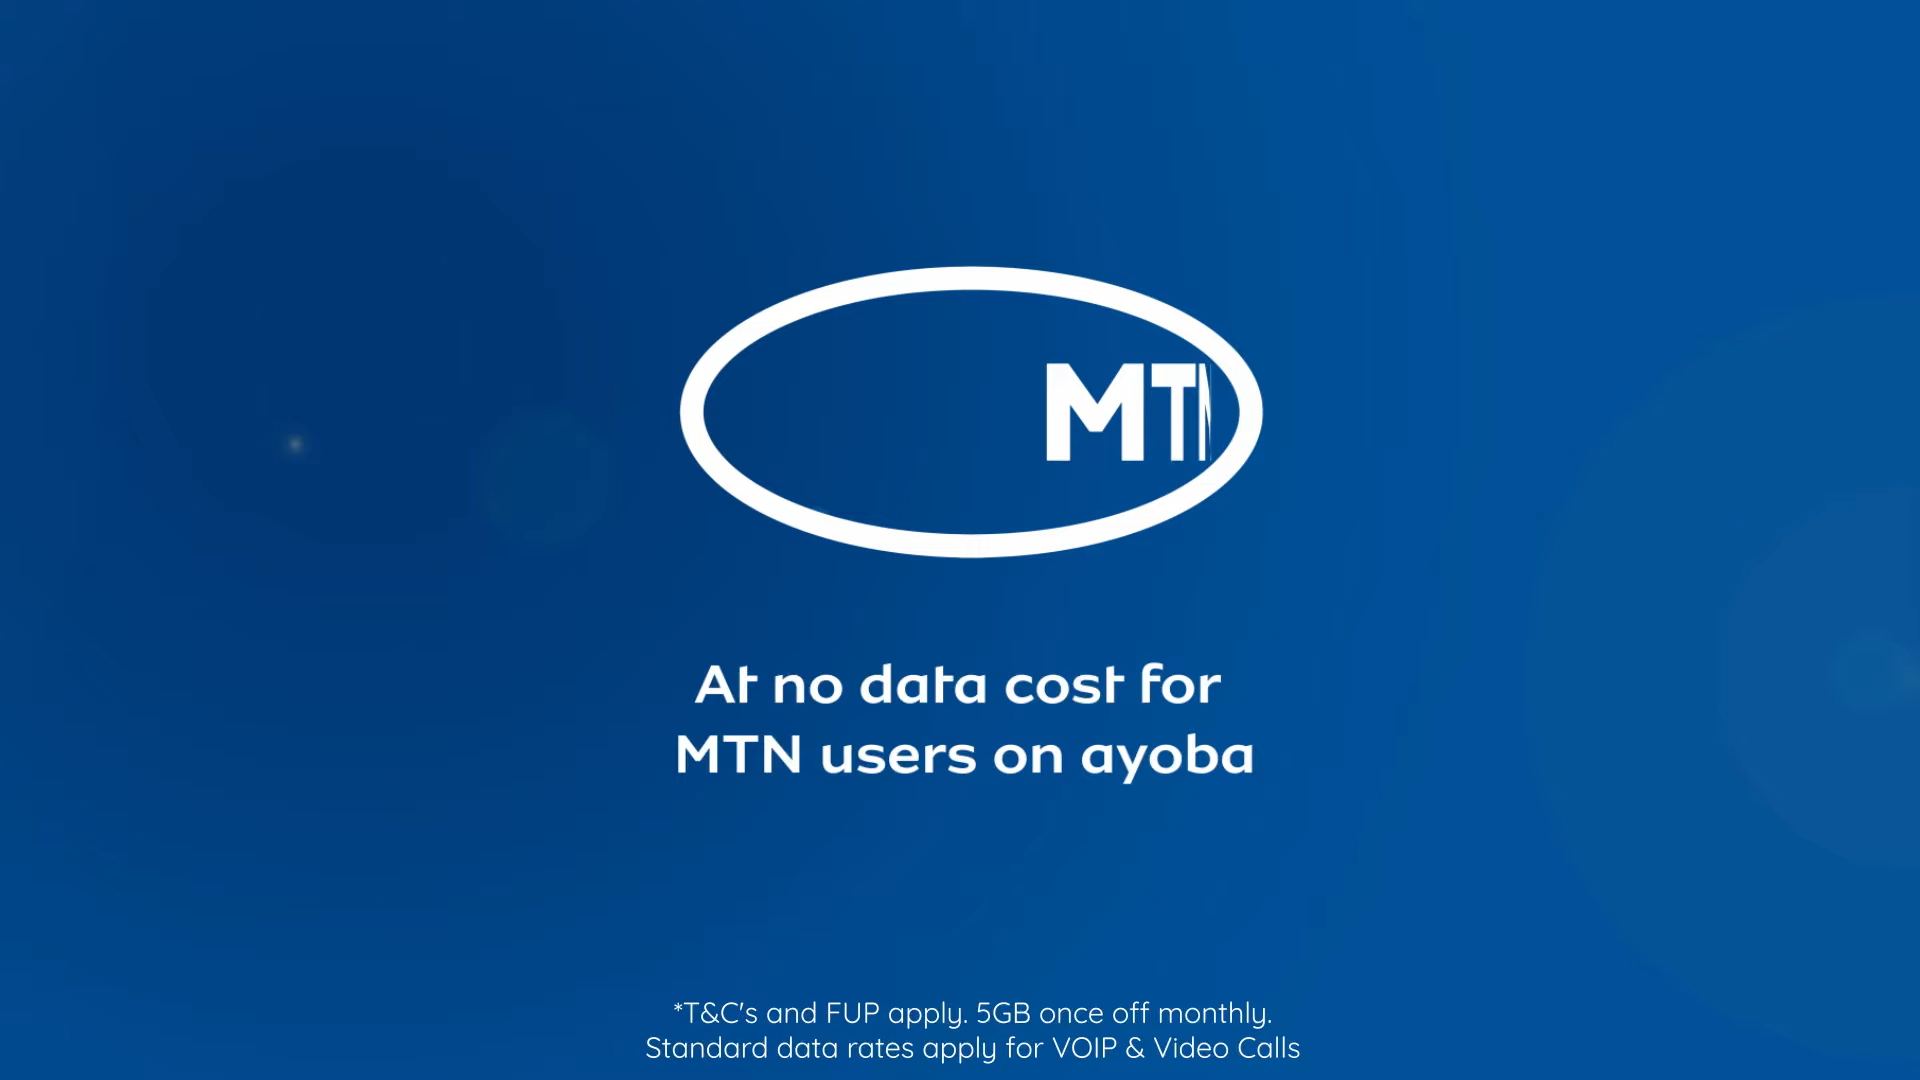 MTN
At no data cost for
MTN users on ayoba
*T&C's and FUP apply. 5GB once off monthly.
Standard data rates apply for VOIP & Video Calls